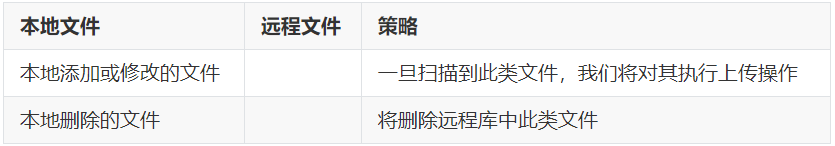 本地文件 远程文件 策略
本地添加或修改的文件 一旦扫描到此类文件，我们将对其执行上传操作
本地删除的文件 将删除远程库中此类文件